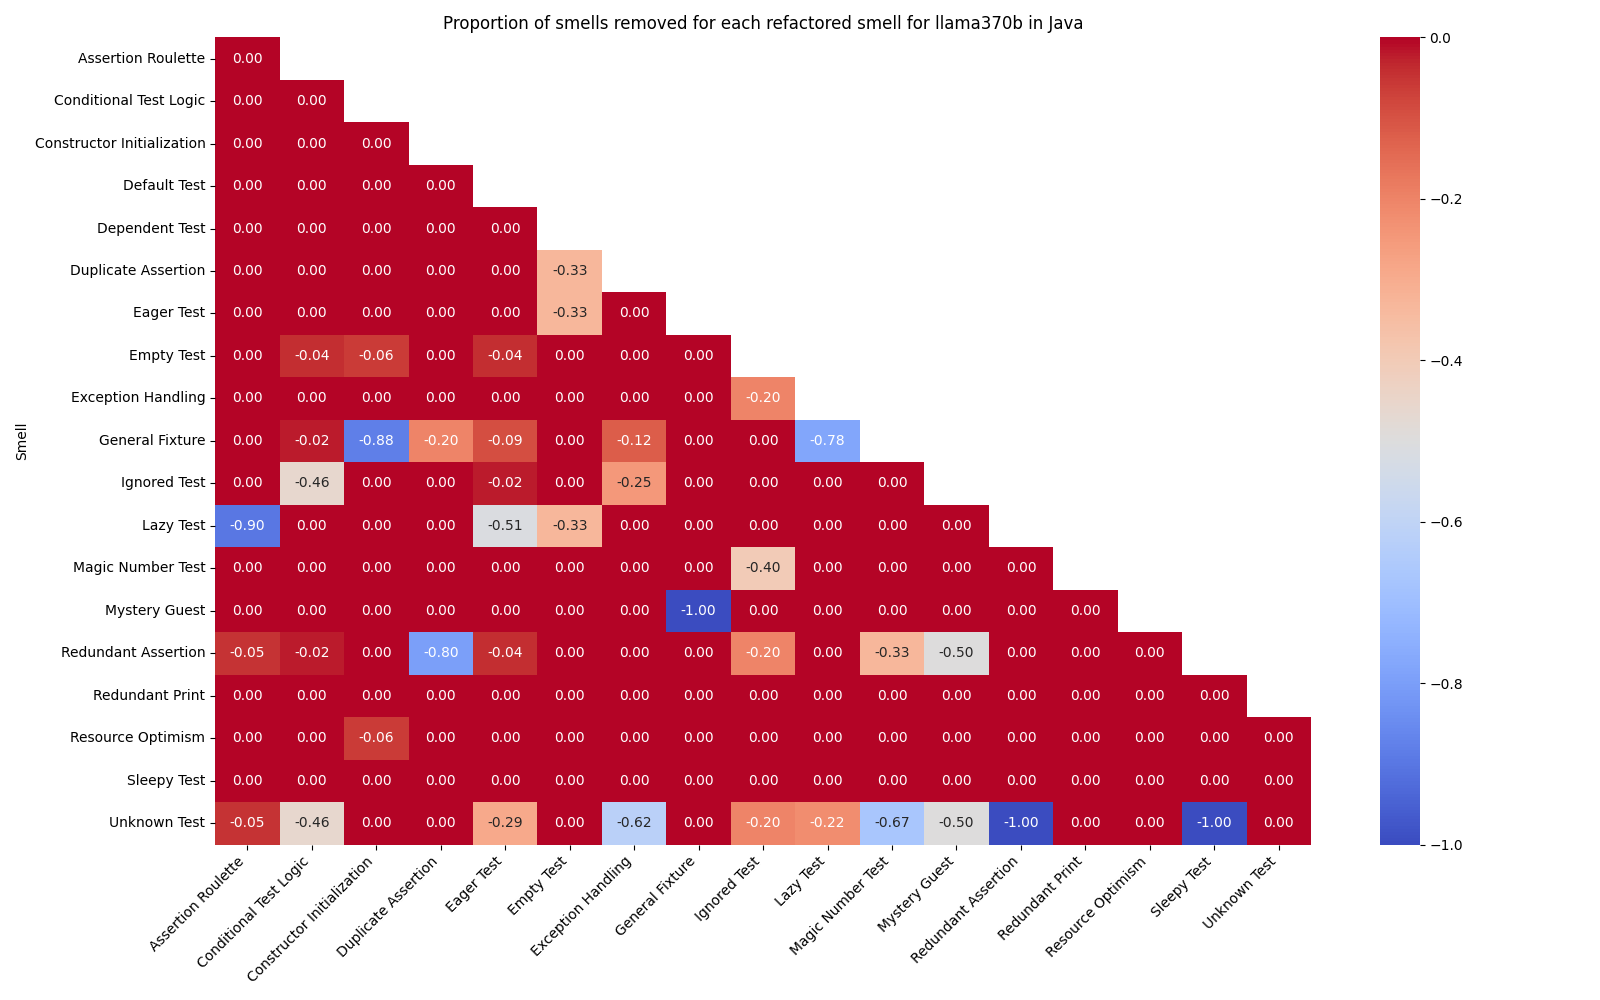 Proportion of smells removed for each refactored smell for llama370b in Java
Smell
Assertion Roulette 0.00
Conditional Test Logic 0.00 0.00
Constructor Initialization 0.00 0.00 0.00
Default Test 0.00 0.00 0.00 0.00
Dependent Test 0.00 0.00 0.00 0.00 0.00
Duplicate Assertion 0.00 0.00 0.00 0.00 0.00 -0.33
Eager Test 0.00 0.00 0.00 0.00 0.00 -0.33 0.00
Empty Test 0.00 -0.04 -0.06 0.00 -0.04 0.00 0.00 0.00
Exception Handling 0.00 0.00 0.00 0.00 0.00 0.00 0.00 0.00 -0.20
General Fixture 0.00 -0.02 -0.88 -0.20 -0.09 0.00 -0.12 0.00 0.00 -0.78
Ignored Test 0.00 -0.46 0.00 0.00 -0.02 0.00 -0.25 0.00 0.00 0.00 0.00
Lazy Test -0.90 0.00 0.00 0.00 -0.51 -0.33 0.00 0.00 0.00 0.00 0.00 0.00
Magic Number Test 0.00 0.00 0.00 0.00 0.00 0.00 0.00 0.00 -0.40 0.00 0.00 0.00 0.00
Mystery Guest 0.00 0.00 0.00 0.00 0.00 0.00 0.00 -1.00 0.00 0.00 0.00 0.00 0.00 0.00
Redundant Assertion -0.05 -0.02 0.00 -0.80 -0.04 0.00 0.00 0.00 -0.20 0.00 -0.33 -0.50 0.00 0.00 0.00
Redundant Print 0.00 0.00 0.00 0.00 0.00 0.00 0.00 0.00 0.00 0.00 0.00 0.00 0.00 0.00 0.00 0.00
Resource Optimism 0.00 0.00 -0.06 0.00 0.00 0.00 0.00 0.00 0.00 0.00 0.00 0.00 0.00 0.00 0.00 0.00 0.00
Sleepy Test 0.00 0.00 0.00 0.00 0.00 0.00 0.00 0.00 0.00 0.00 0.00 0.00 0.00 0.00 0.00 0.00 0.00
Unknown Test -0.05 -0.46 0.00 0.00 -0.29 0.00 -0.62 0.00 -0.20 -0.22 -0.67 -0.50 -1.00 0.00 0.00 -1.00 0.00
Assertion Roulette
Conditional Test Logic
Constructor Initialization
Duplicate Assertion
Eager Test
Empty Test
Exception Handling
General Fixture
Ignored Test
Lazy Test
Magic Number Test
Mystery Guest
Redundant Assertion
Redundant Print
Resource Optimism
Sleepy Test
Unknown Test
0.0
−0.2
−0.4
−0.6
−0.8
−1.0